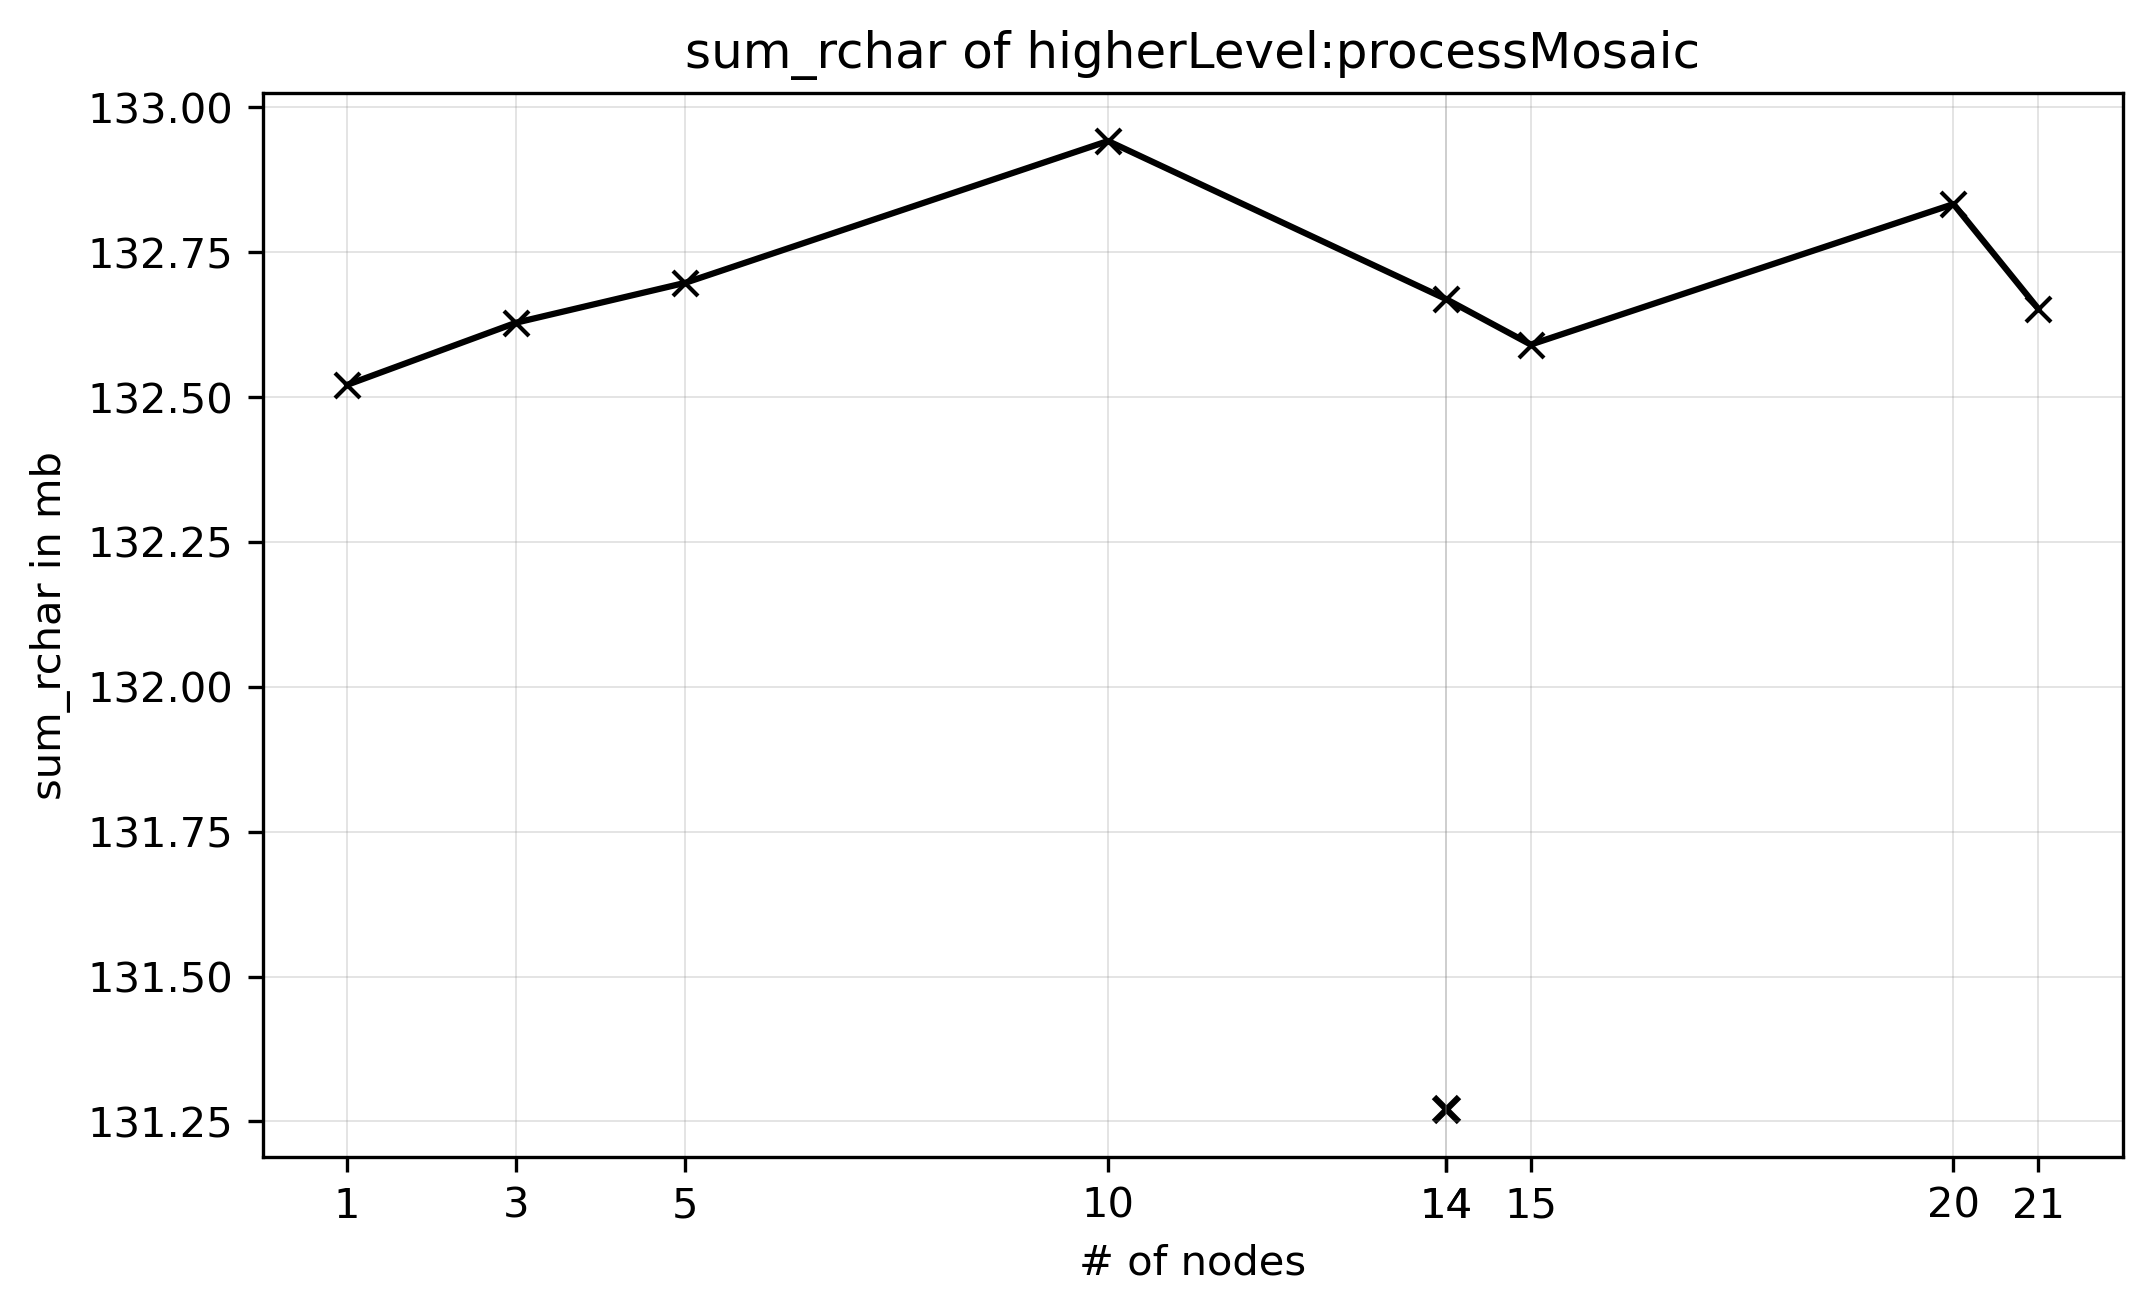 sum_rchar of higherLevel:processMosaic
133.00
132.75
132.50
132.25
132.00
131.75
131.50
131.25
sum_rchar in mb
1 3 5 10 14 15 20 21
# of nodes